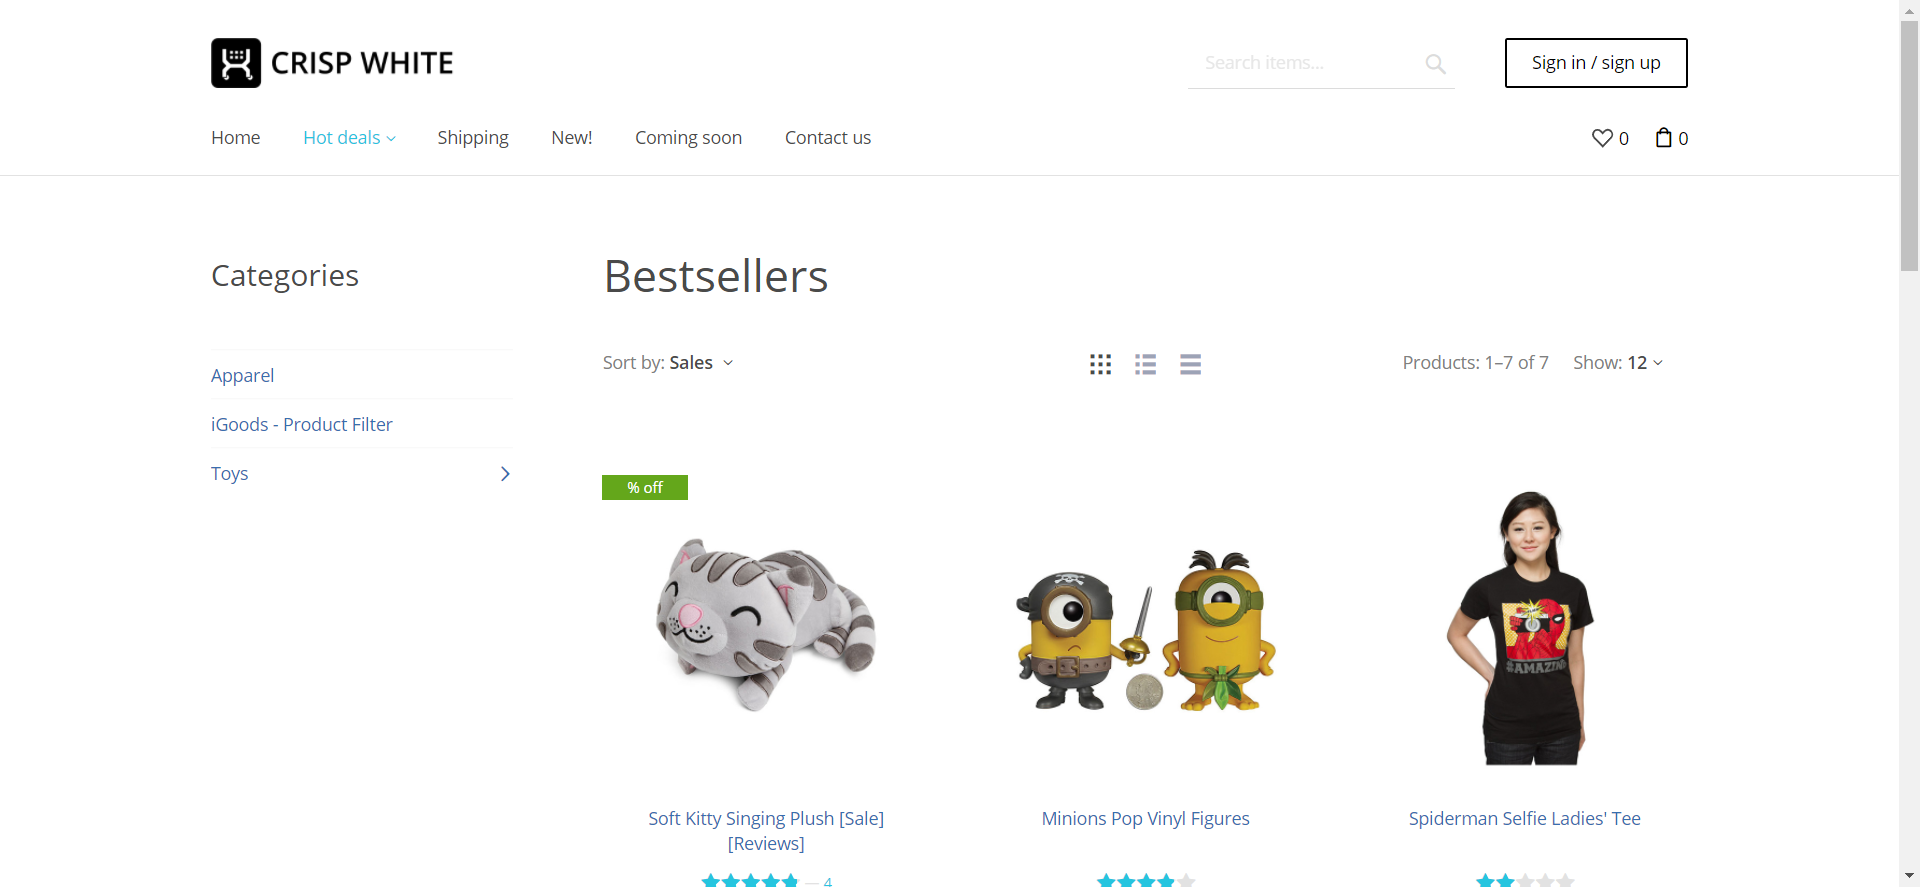 CRISP WHITE
Search items...
Sign in / sign up
Home
Hot deals
Shipping
New!
Coming soon
Contact us
0
0
Categories
Bestsellers
Sort by: Sales
Products: 1–7 of 7
Show: 12
Apparel
iGoods - Product Filter
Toys
% off
#AMAZING
Soft Kitty Singing Plush [Sale]
[Reviews]
Minions Pop Vinyl Figures
Spiderman Selfie Ladies' Tee
— 4